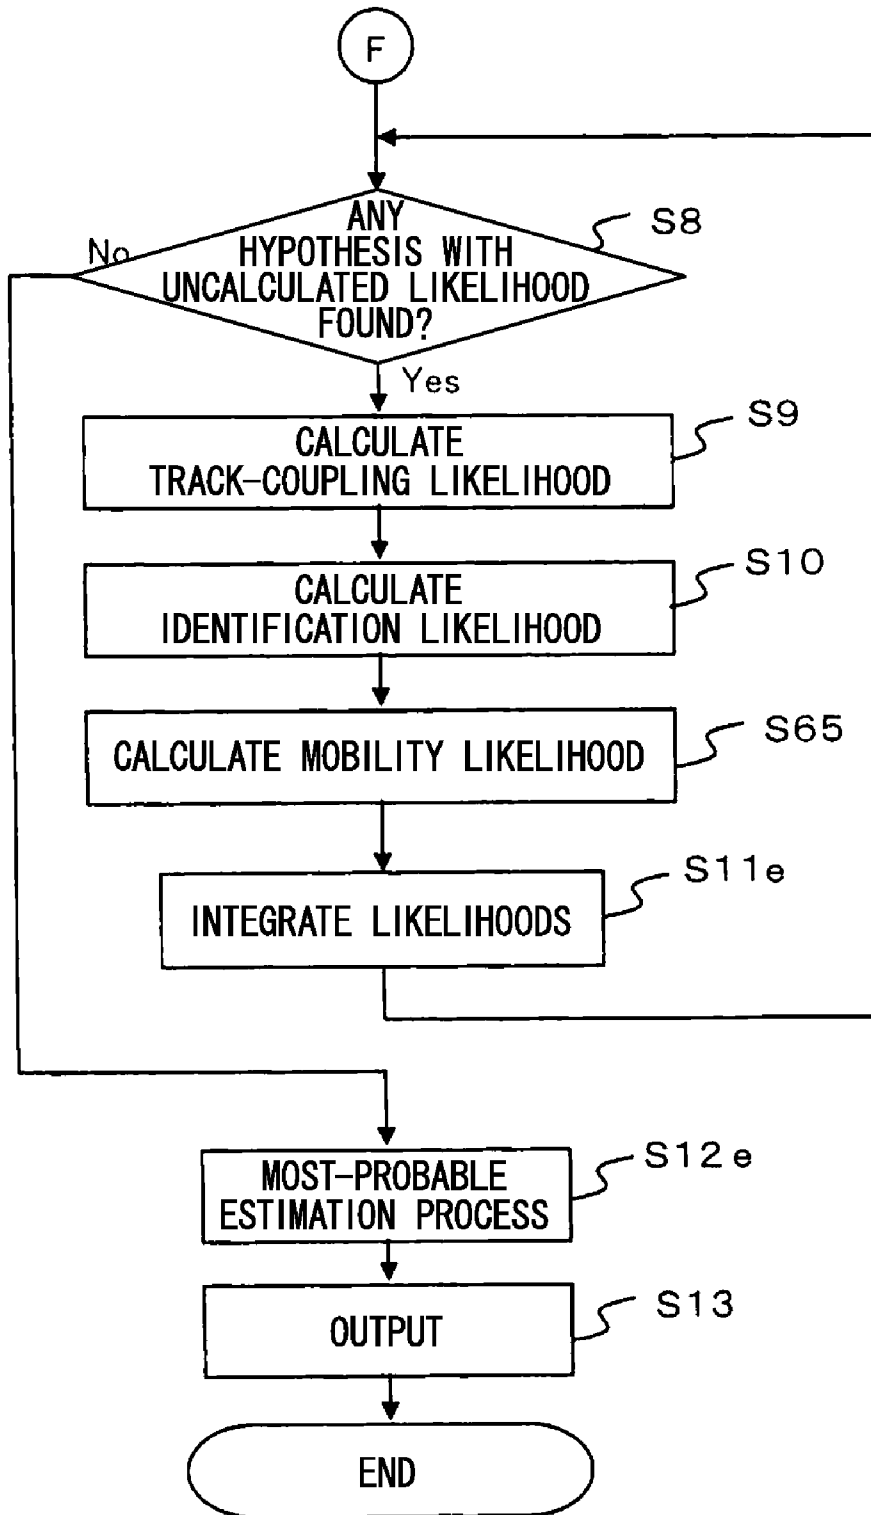 F
ANY
HYPOTHESIS WITH
UNCALCULATED LIKELIHOOD
FOUND?
S8
No
Yes
CALCULATE
TRACK-COUPLING LIKELIHOOD
S9
CALCULATE
IDENTIFICATION LIKELIHOOD
S10
CALCULATE MOBILITY LIKELIHOOD
S65
INTEGRATE LIKELIHOODS
S11e
MOST-PROBABLE
ESTIMATION PROCESS
S12e
OUTPUT
S13
END